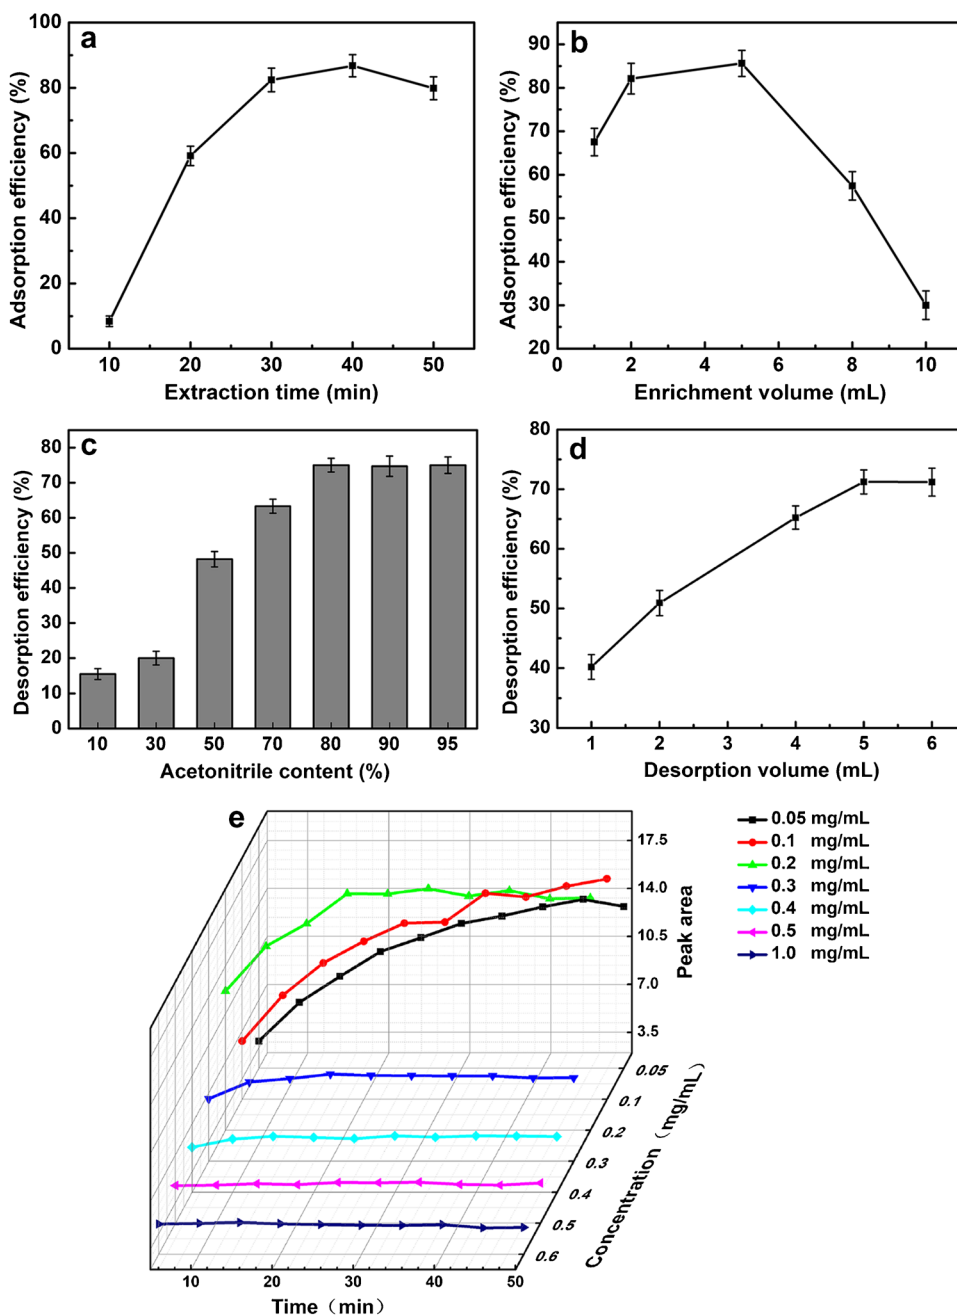 a
Adsorption efficiency (%)
100
80
60
40
20
0
10 20 30 40 50
Extraction time (min)
b
Adsorption efficiency (%)
90
80
70
60
50
40
30
20
0 2 4 6 8 10
Enrichment volume (mL)
c
Desorption efficiency (%)
80
70
60
50
40
30
20
10
0
10 30 50 70 80 90 95
Acetonitrile content (%)
d
Desorption efficiency (%)
80
70
60
50
40
30
1 2 3 4 5 6
Desorption volume (mL)
e
17.5
14.0
10.5
7.0
3.5
Peak area
0.05
0.1
0.2
0.3
0.4
0.5
0.6
Concentration（mg/mL）
10 20 30 40 50
Time（min）
0.05 mg/mL
0.1 mg/mL
0.2 mg/mL
0.3 mg/mL
0.4 mg/mL
0.5 mg/mL
1.0 mg/mL